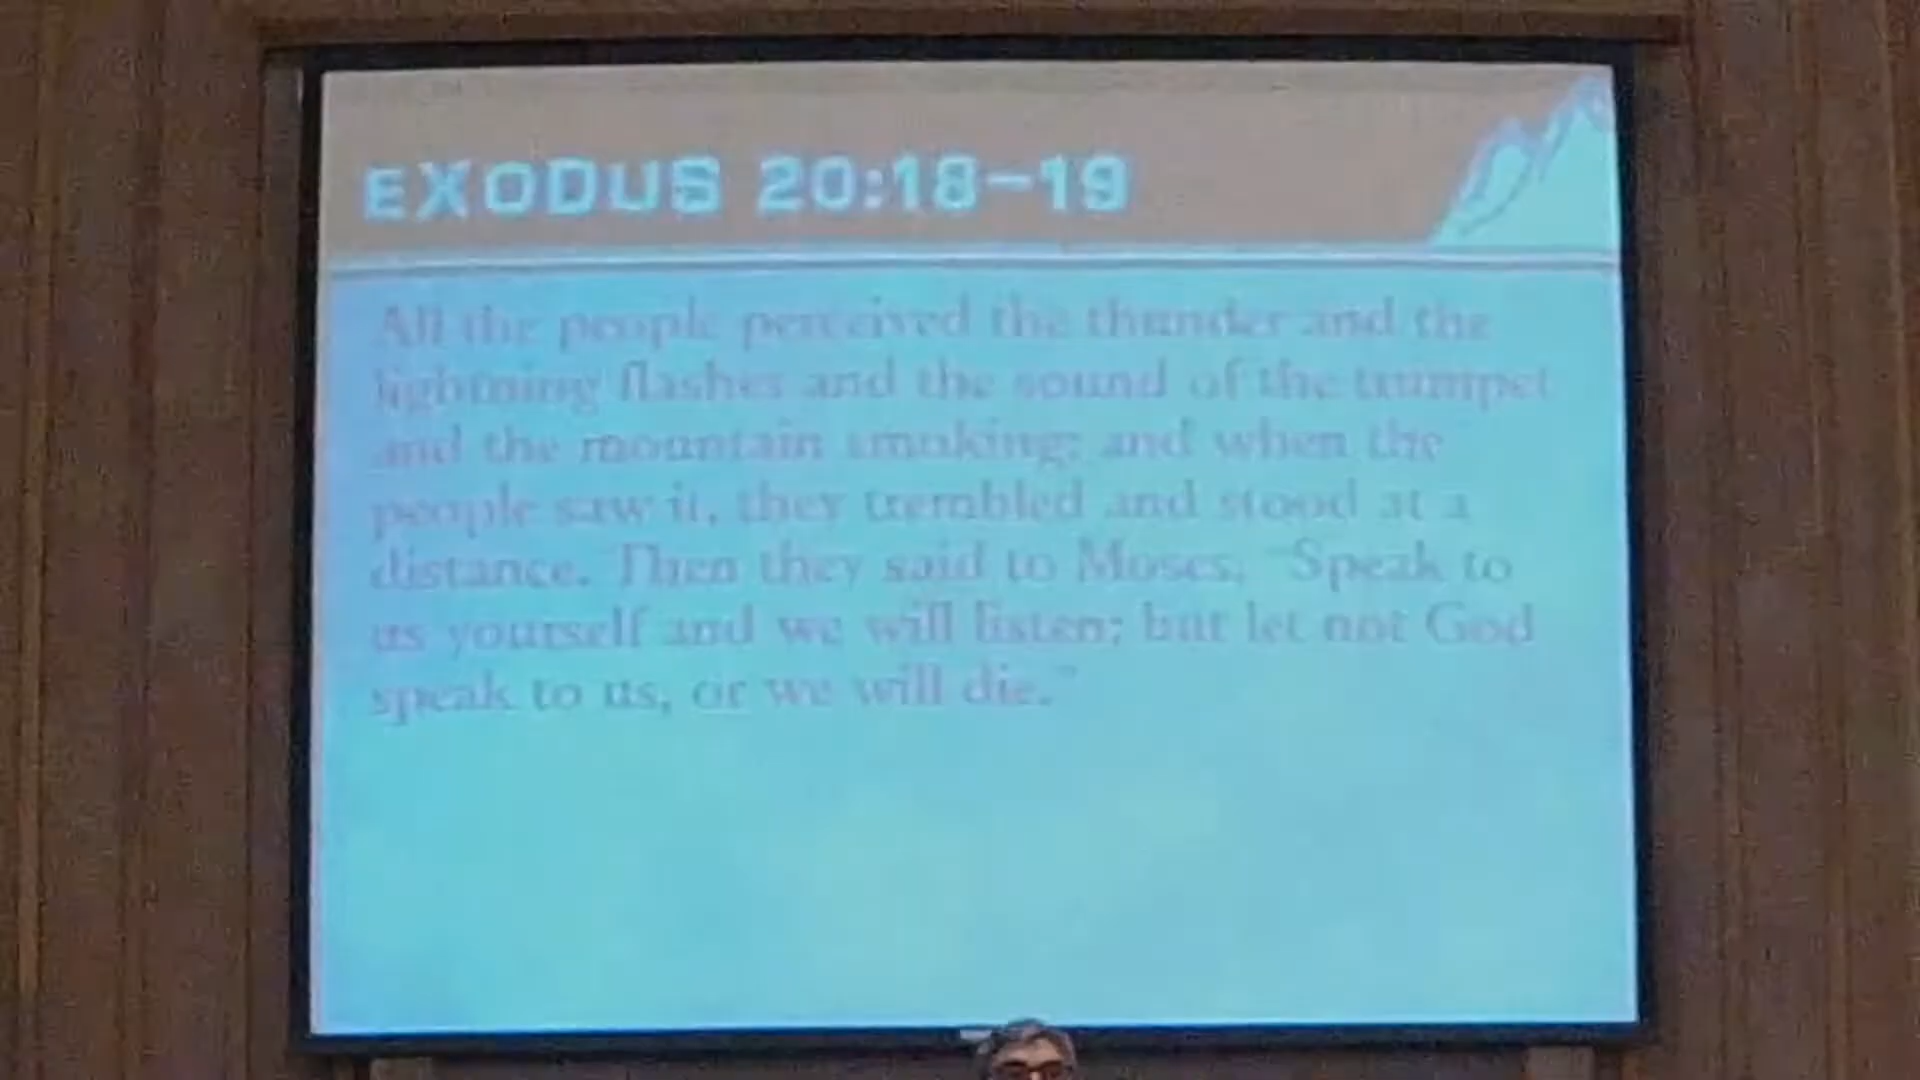 EXODUS 20:18-19
All the people perceived the thunder and the
lightning flashes and the sound of the trumpet
and the mountain smoking; and when the
people saw it, they trembled and stood at a
distance. Then they said to Moses, "Speak to
us yourself and we will listen; but let not God
speak to us, or we will die."